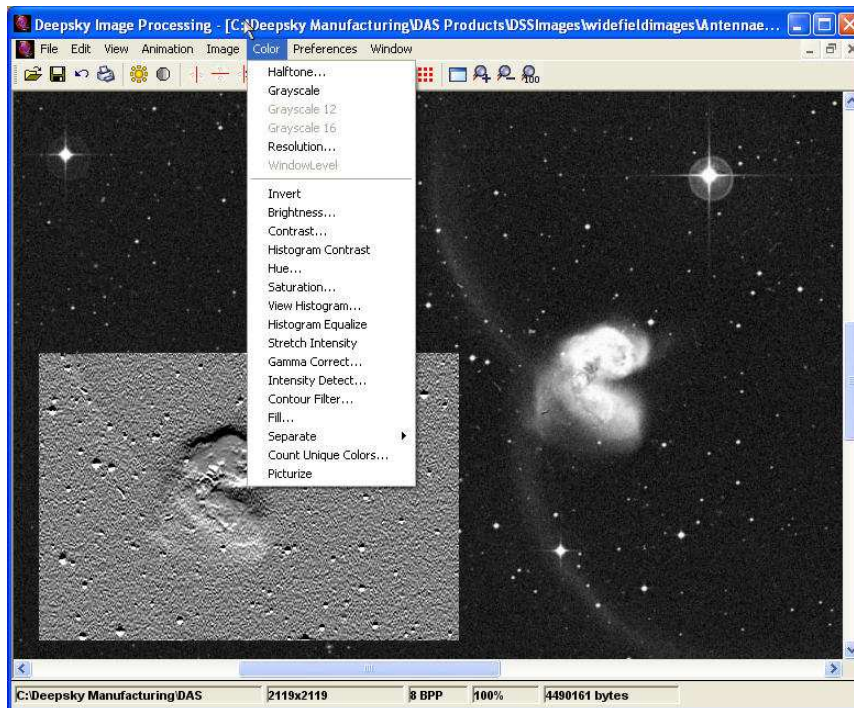 Deepsky Image Processing - [C:\Deepsky Manufacturing\DAS Products\DSSImages\widefieldimages\Antennae...
File Edit View Animation Image Color Preferences Window
100
Halftone...
Grayscale
Grayscale 12
Grayscale 16
Resolution...
WindowLevel
Invert
Brightness...
Contrast...
Histogram Contrast
Hue...
Saturation...
View Histogram...
Histogram Equalize
Stretch Intensity
Gamma Correct...
Intensity Detect...
Contour Filter...
Fill...
Separate
Count Unique Colors...
Picturize
C:\Deepsky Manufacturing\DAS 2119x2119 8 BPP 100% 4490161 bytes